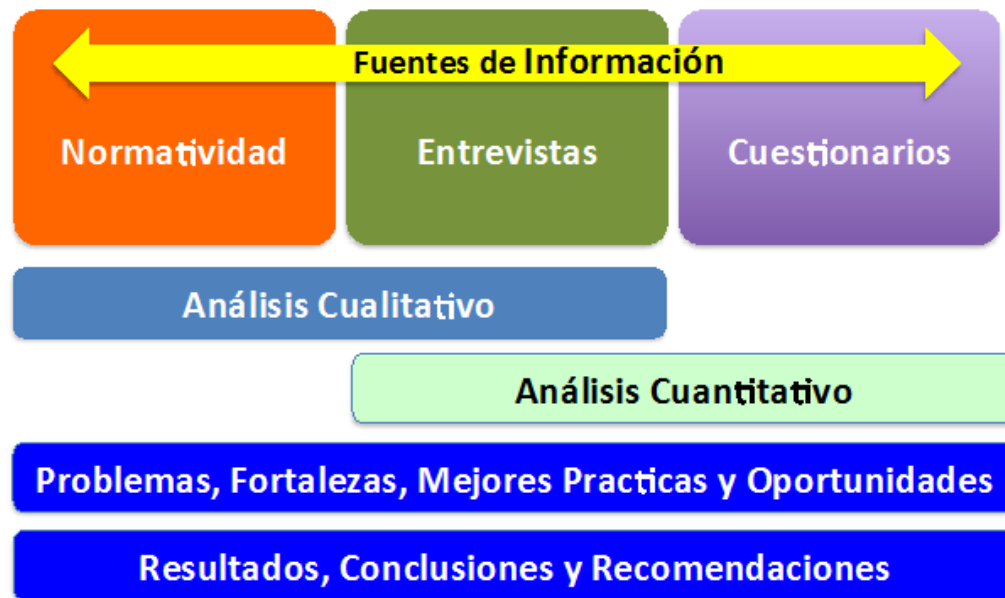 Fuentes de Información
Normatividad
Entrevistas
Cuestionarios
Análisis Cualitativo
Análisis Cuantitativo
Problemas, Fortalezas, Mejores Practicas y Oportunidades
Resultados, Conclusiones y Recomendaciones